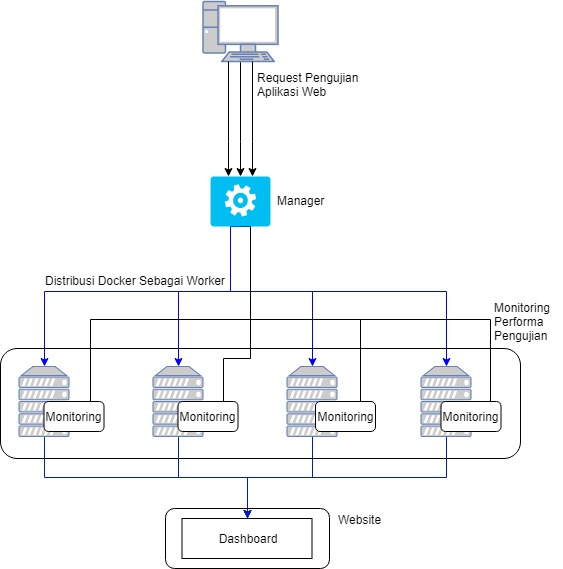 Request Pengujian
Aplikasi Web
Manager
Distribusi Docker Sebagai Worker
Monitoring
Performa
Pengujian
Monitoring
Monitoring
Monitoring
Monitoring
Website
Dashboard